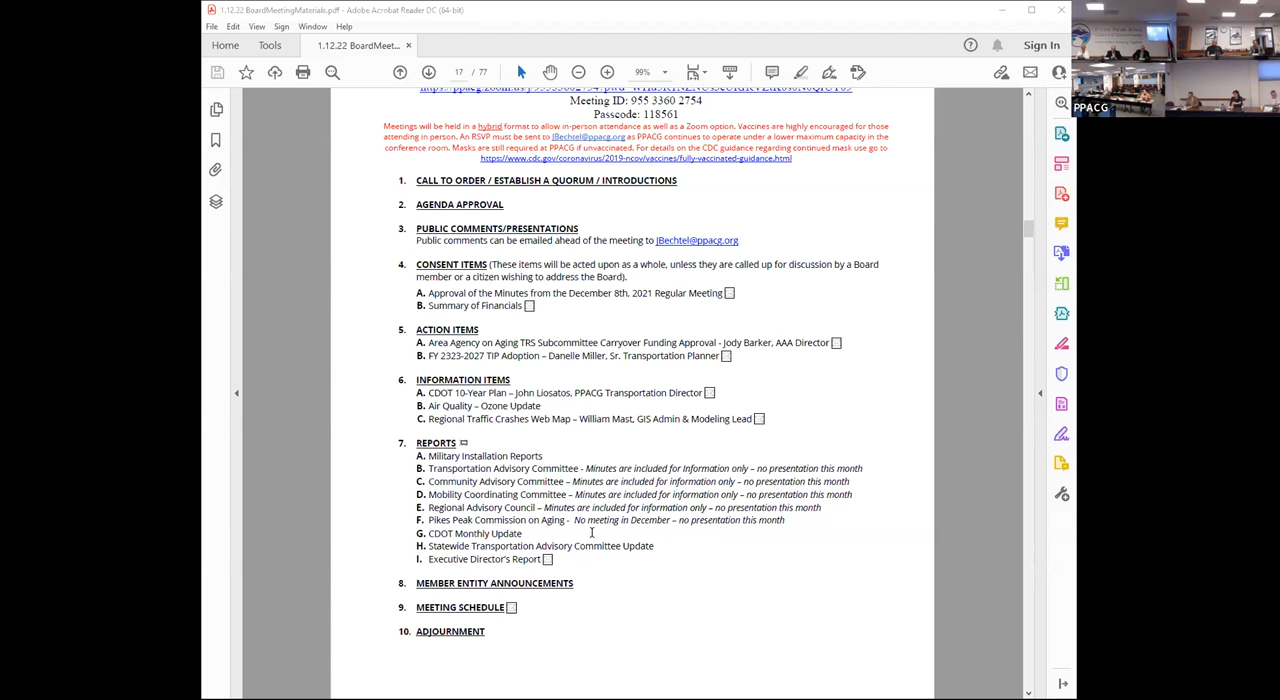 1.12.22 BoardMeetingMaterials.pdf - Adobe Acrobat Reader DC (64-bit)
File Edit View Sign Window Help
Home Tools 1.12.22 BoardMeet... × Sign In
17 / 77 99%
Meeting ID: 955 3360 2754
Passcode: 118561
Meetings will be held in a hybrid format to allow in-person attendance as well as a Zoom option. Vaccines are highly encouraged for those
attending in person. An RSVP must be sent to JBechtel@ppacg.org as PPACG continues to operate under a lower maximum capacity in the
conference room. Masks are still required at PPACG if unvaccinated. For details on the CDC guidance regarding continued mask use go to
https://www.cdc.gov/coronavirus/2019-ncov/vaccines/fully-vaccinated-guidance.html
1. CALL TO ORDER / ESTABLISH A QUORUM / INTRODUCTIONS
2. AGENDA APPROVAL
3. PUBLIC COMMENTS/PRESENTATIONS
Public comments can be emailed ahead of the meeting to JBechtel@ppacg.org
4. CONSENT ITEMS (These items will be acted upon as a whole, unless they are called up for discussion by a Board
member or a citizen wishing to address the Board).
A. Approval of the Minutes from the December 8th, 2021 Regular Meeting
B. Summary of Financials
5. ACTION ITEMS
A. Area Agency on Aging TRS Subcommittee Carryover Funding Approval - Jody Barker, AAA Director
B. FY 2323-2027 TIP Adoption – Danelle Miller, Sr. Transportation Planner
6. INFORMATION ITEMS
A. CDOT 10-Year Plan – John Liosatos, PPACG Transportation Director
B. Air Quality – Ozone Update
C. Regional Traffic Crashes Web Map – William Mast, GIS Admin & Modeling Lead
7. REPORTS
A. Military Installation Reports
B. Transportation Advisory Committee - Minutes are included for Information only – no presentation this month
C. Community Advisory Committee – Minutes are included for information only – no presentation this month
D. Mobility Coordinating Committee – Minutes are included for information only – no presentation this month
E. Regional Advisory Council – Minutes are included for information only – no presentation this month
F. Pikes Peak Commission on Aging - No meeting in December – no presentation this month
G. CDOT Monthly Update
H. Statewide Transportation Advisory Committee Update
I. Executive Director's Report
8. MEMBER ENTITY ANNOUNCEMENTS
9. MEETING SCHEDULE
10. ADJOURNMENT
PPACG